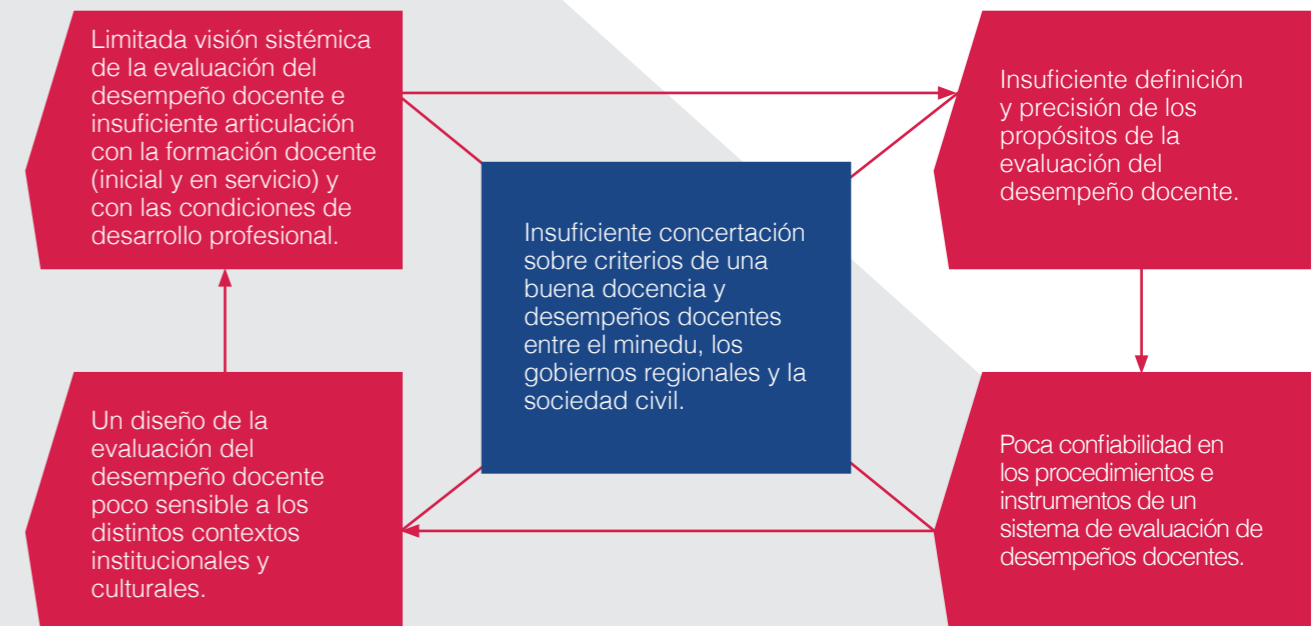 Limitada visión sistémica
de la evaluación del
desempeño docente e
insuficiente articulación
con la formación docente
(inicial y en servicio) y
con las condiciones de
desarrollo profesional.
Insuficiente definición
y precisión de los
propósitos de la
evaluación del
desempeño docente.
Insuficiente concertación
sobre criterios de una
buena docencia y
desempeños docentes
entre el minedu, los
gobiernos regionales y la
sociedad civil.
Un diseño de la
evaluación del
desempeño docente
poco sensible a los
distintos contextos
institucionales y
culturales.
Poca confiabilidad en
los procedimientos e
instrumentos de un
sistema de evaluación de
desempeños docentes.